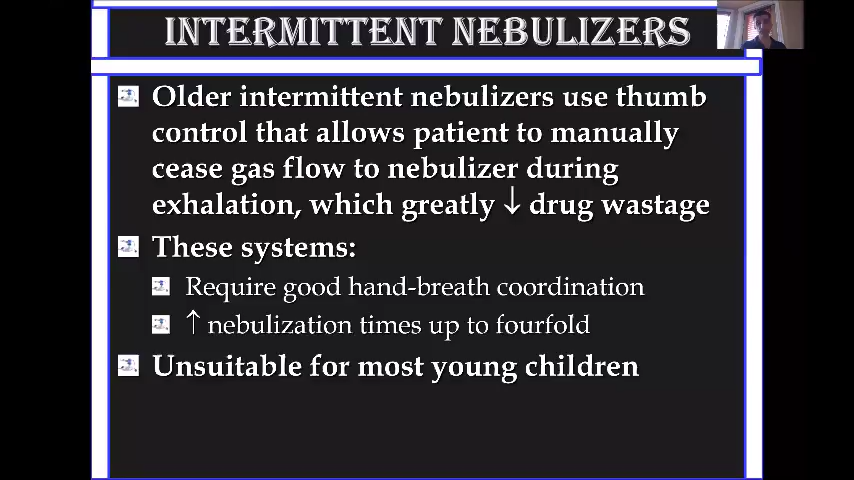 INTERMITTENT NEBULIZERS
Older intermittent nebulizers use thumb
control that allows patient to manually
cease gas flow to nebulizer during
exhalation, which greatly ↓ drug wastage
These systems:
Require good hand-breath coordination
↑ nebulization times up to fourfold
Unsuitable for most young children